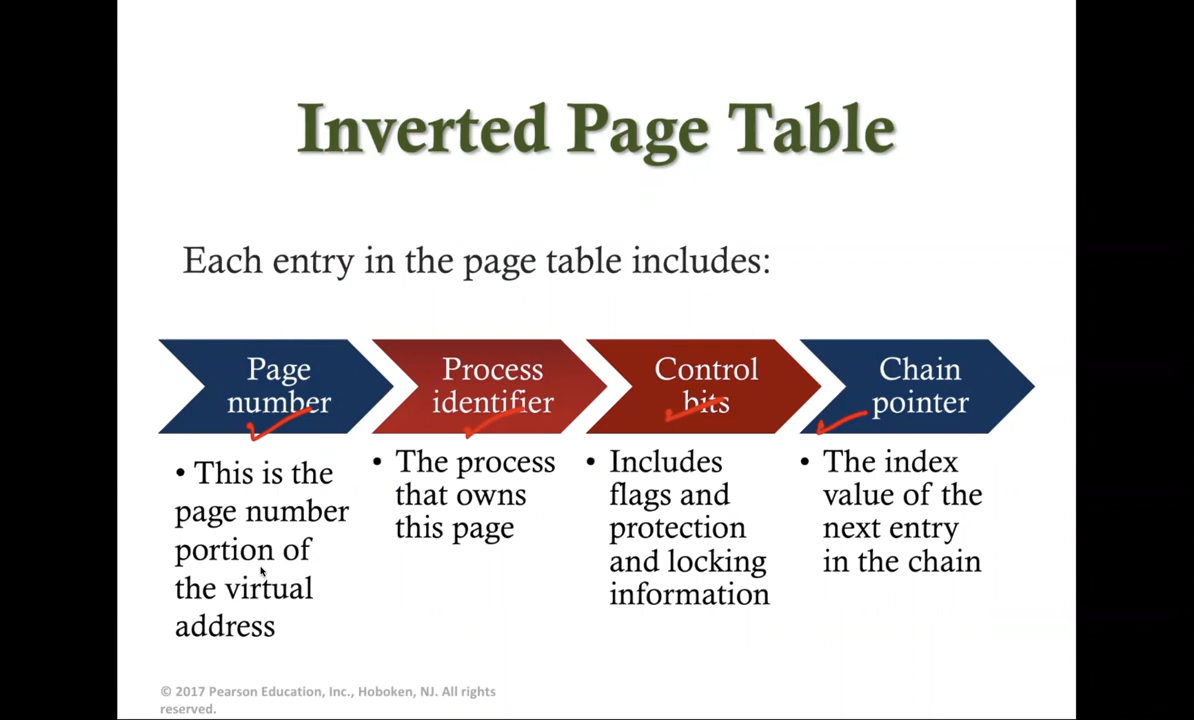 Inverted Page Table
Each entry in the page table includes:
Page
number
• This is the
page number
portion of
the virtual
address
Process
identifier
• The process
that owns
this page
Control
bits
• Includes
flags and
protection
and locking
information
Chain
pointer
• The index
value of the
next entry
in the chain
© 2017 Pearson Education, Inc., Hoboken, NJ. All rights
reserved.